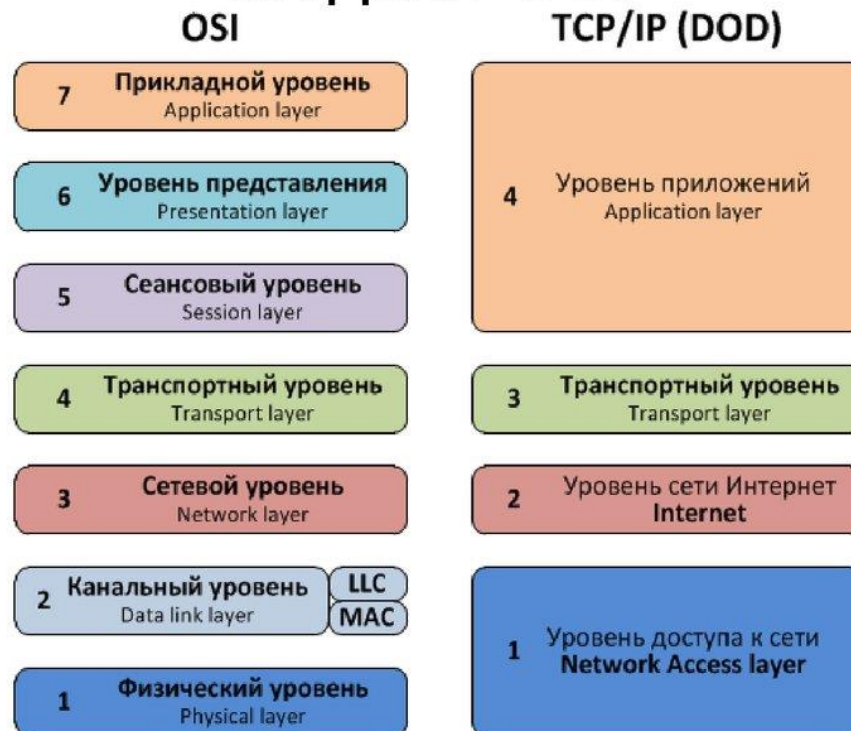 OSI
TCP/IP (DOD)
7
Прикладной уровень
Application layer
6
Уровень представления
Presentation layer
5
Сеансовый уровень
Session layer
4
Транспортный уровень
Transport layer
3
Сетевой уровень
Network layer
2
Канальный уровень
Data link layer
LLC
MAC
1
Физический уровень
Physical layer
4
Уровень приложений
Application layer
3
Транспортный уровень
Transport layer
2
Уровень сети Интернет
Internet
1
Уровень доступа к сети
Network Access layer